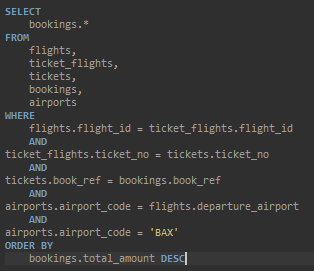 SELECT
bookings.*
FROM
flights,
ticket_flights,
tickets,
bookings,
airports
WHERE
flights.flight_id = ticket_flights.flight_id
AND
ticket_flights.ticket_no = tickets.ticket_no
AND
tickets.book_ref = bookings.book_ref
AND
airports.airport_code = flights.departure_airport
AND
airports.airport_code = 'BAX'
ORDER BY
bookings.total_amount DESC